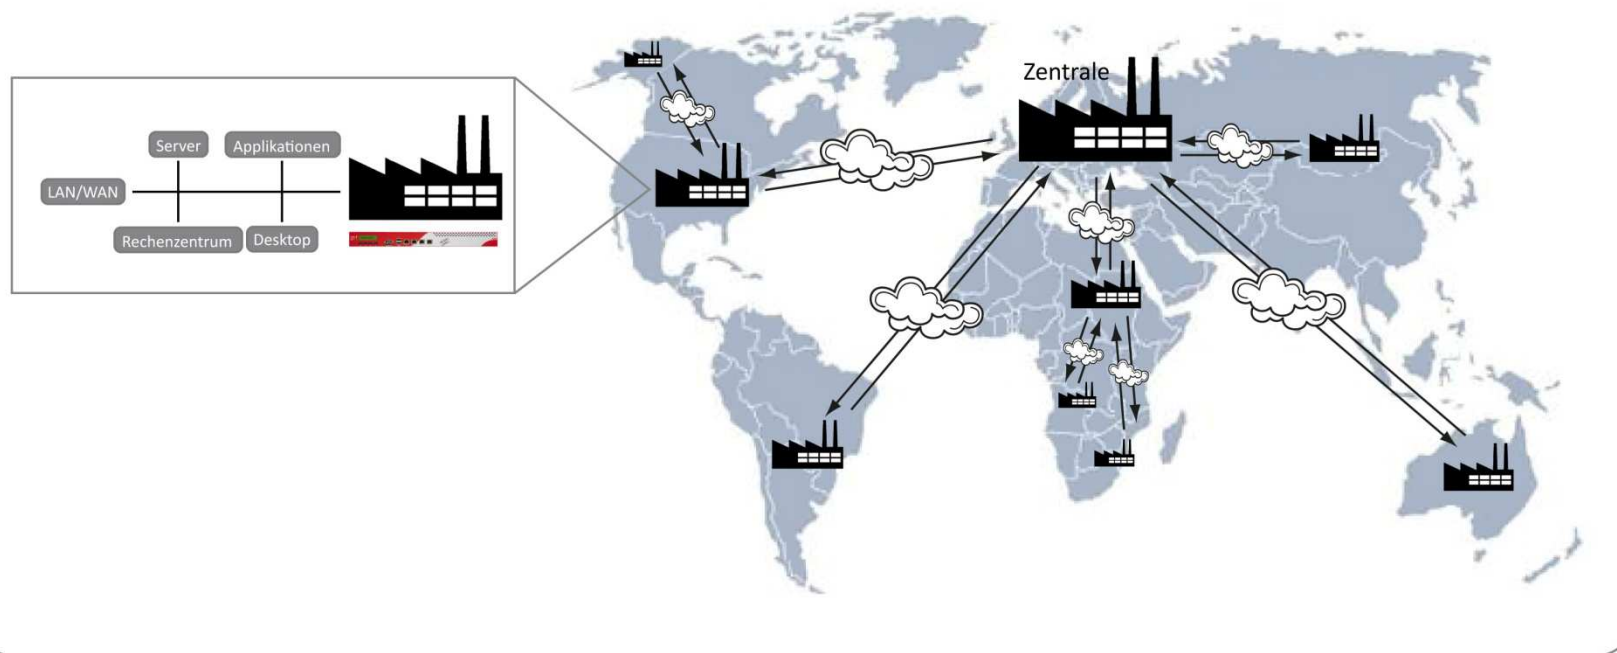 Zentrale
Server
Applikationen
LAN/WAN
Rechenzentrum
Desktop